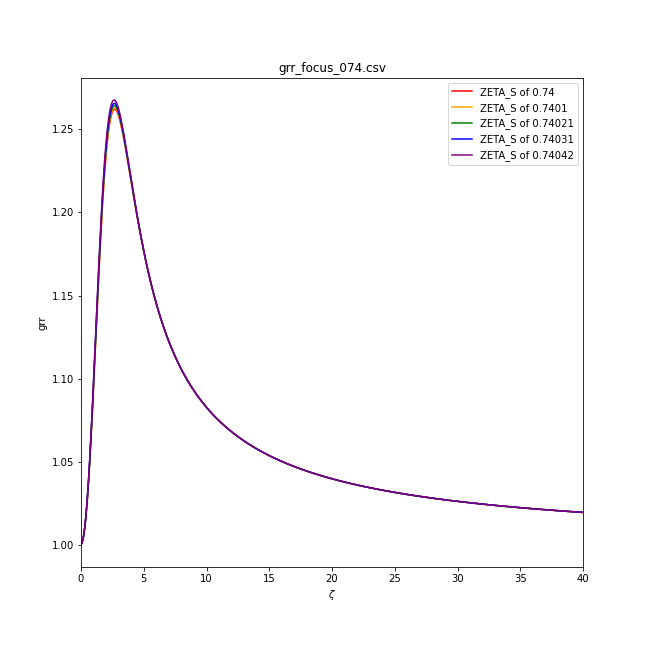 grr_focus_074.csv
ZETA_S of 0.74
ZETA_S of 0.7401
ZETA_S of 0.74021
ZETA_S of 0.74031
ZETA_S of 0.74042
1.25
1.20
1.15
1.10
1.05
1.00
grr
0 5 10 15 20 25 30 35 40
ζ